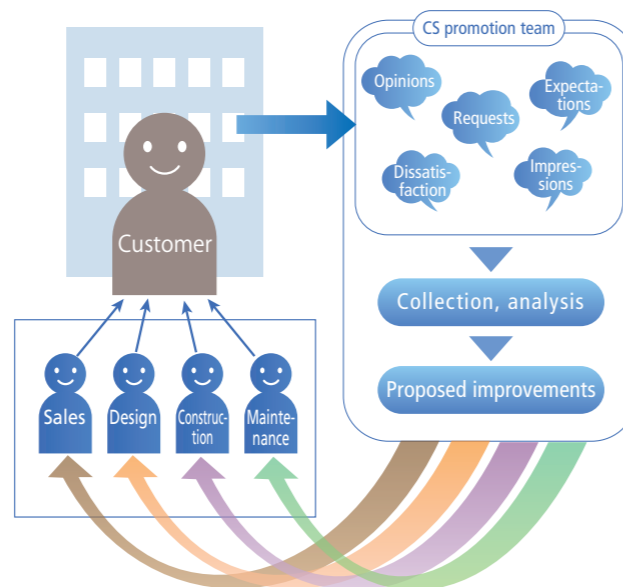 CS promotion team
Opinions
Expecta-
tions
Requests
Dissatis-
faction
Impres-
sions
Customer
Collection, analysis
Proposed improvements
Sales
Design
Construc-
tion
Mainte-
nance